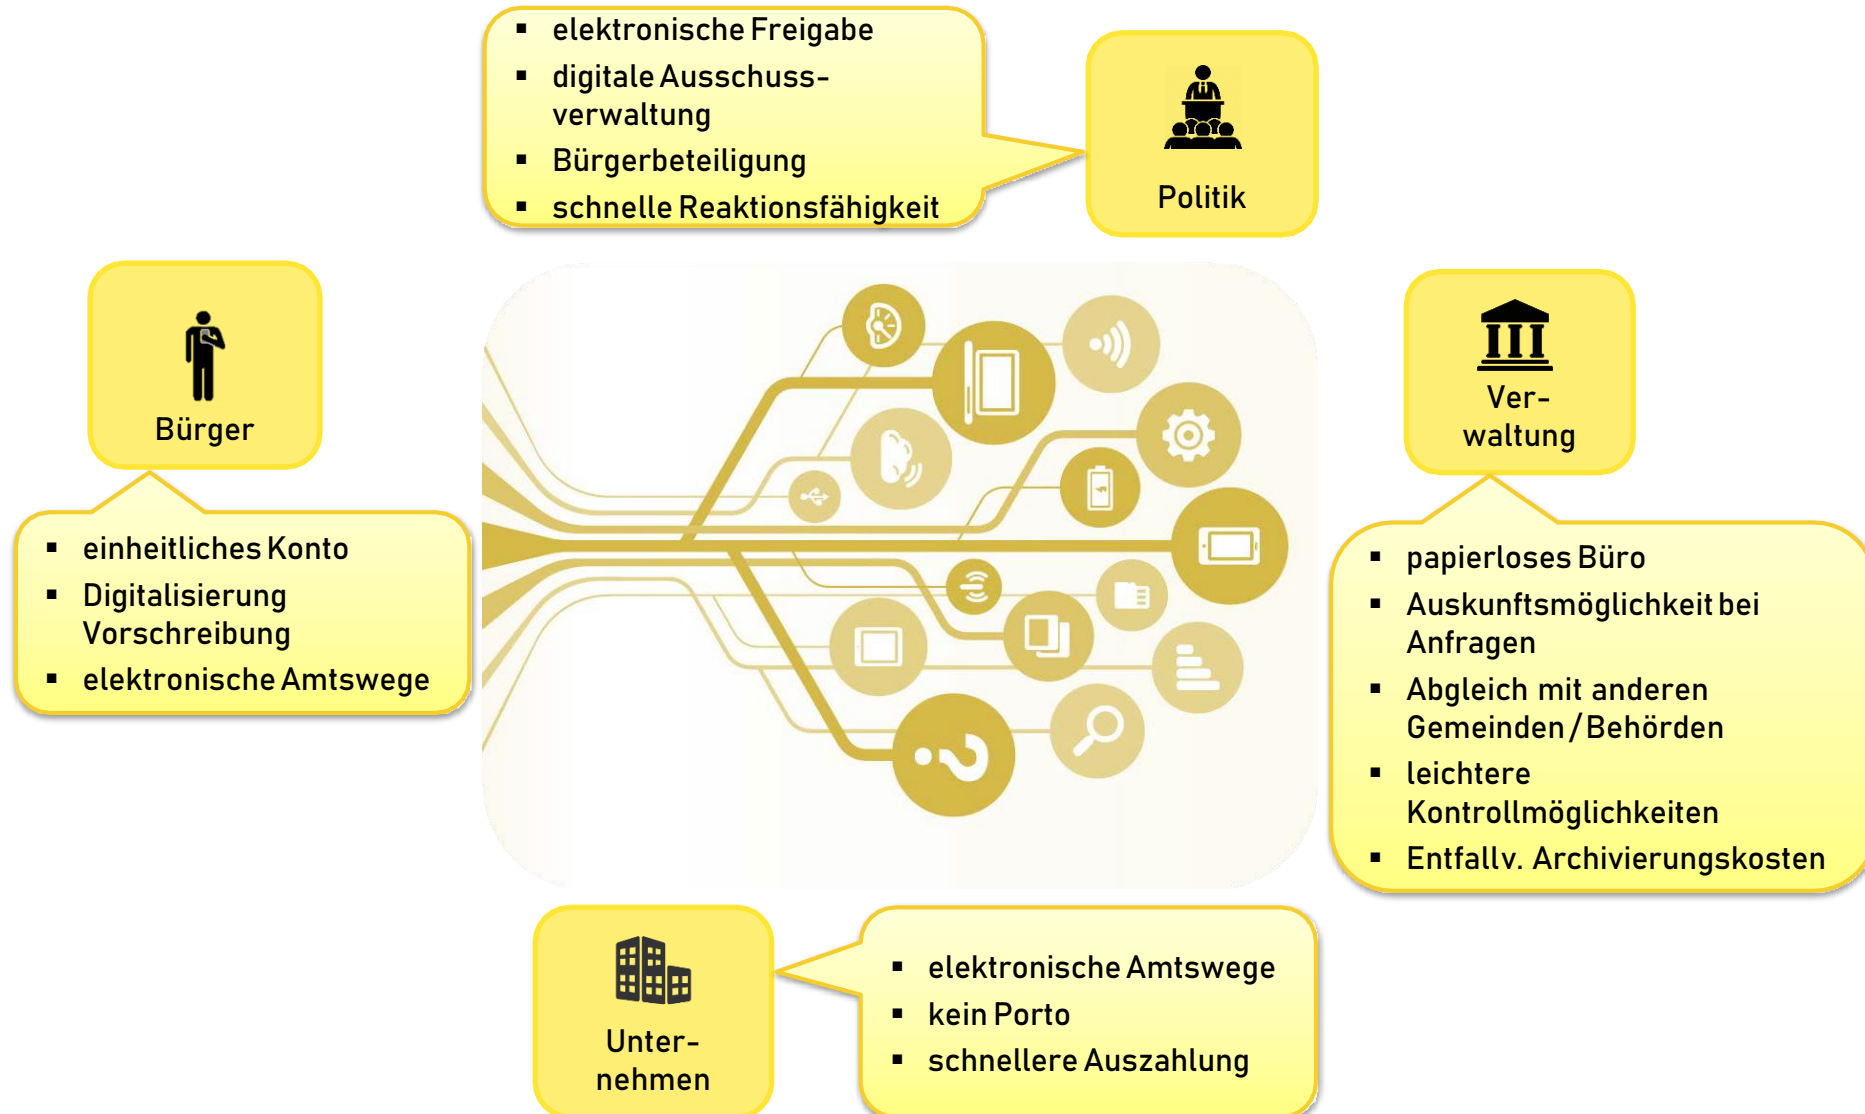 ▪ elektronische Freigabe
▪ digitale Ausschuss-
verwaltung
▪ Bürgerbeteiligung
▪ schnelle Reaktionsfähigkeit
Politik
Bürger
▪ einheitliches Konto
▪ Digitalisierung
Vorschreibung
▪ elektronische Amtswege
Ver-
waltung
▪ papierloses Büro
▪ Auskunftsmöglichkeit bei
Anfragen
▪ Abgleich mit anderen
Gemeinden / Behörden
▪ leichtere
Kontrollmöglichkeiten
▪ Entfall v. Archivierungskosten
Unter-
nehmen
▪ elektronische Amtswege
▪ kein Porto
▪ schnellere Auszahlung